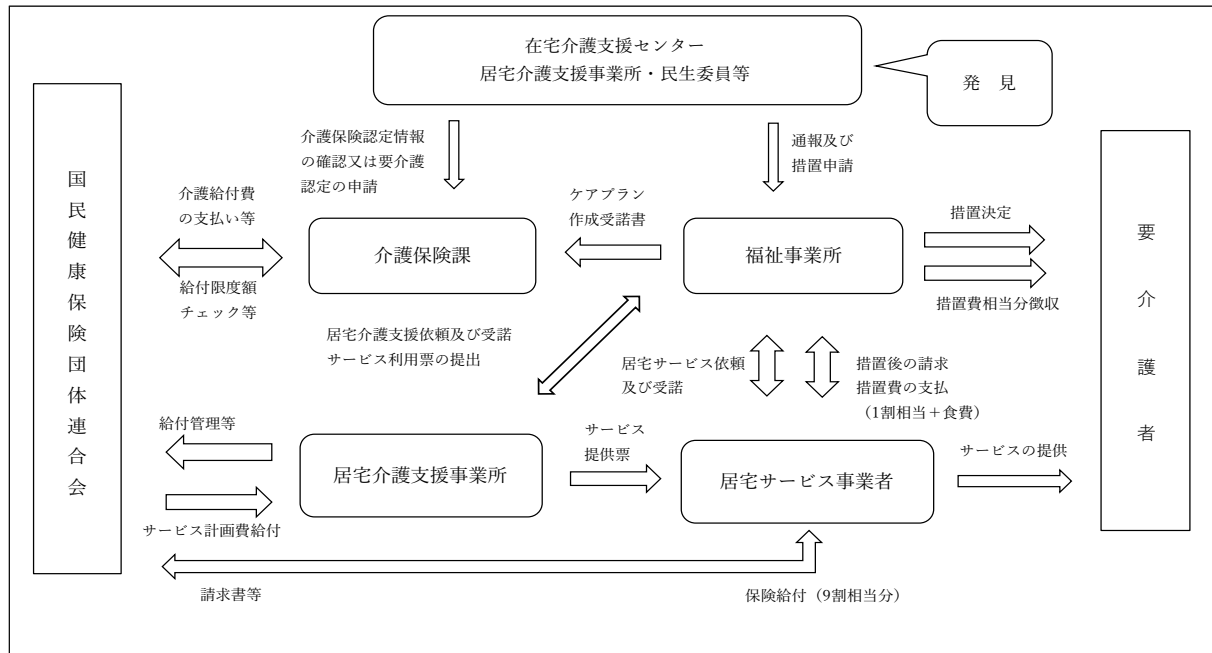 在宅介護支援センター
居宅介護支援事業所・民生委員等
発　見
国民健康保険団体連合会
介護保険認定情報
の確認又は要介護
認定の申請
通報及び
措置申請
要介護者
介護給付費
の支払い等
給付限度額
チェック等
介護保険課
ケアプラン
作成受諾書
福祉事業所
措置決定
措置費相当分徴収
居宅介護支援依頼及び受諾
サービス利用票の提出
居宅サービス依頼
及び受諾
措置後の請求
措置費の支払
（1割相当＋食費）
給付管理等
サービス計画費給付
居宅介護支援事業所
サービス
提供票
居宅サービス事業者
サービスの提供
請求書等
保険給付（9割相当分）